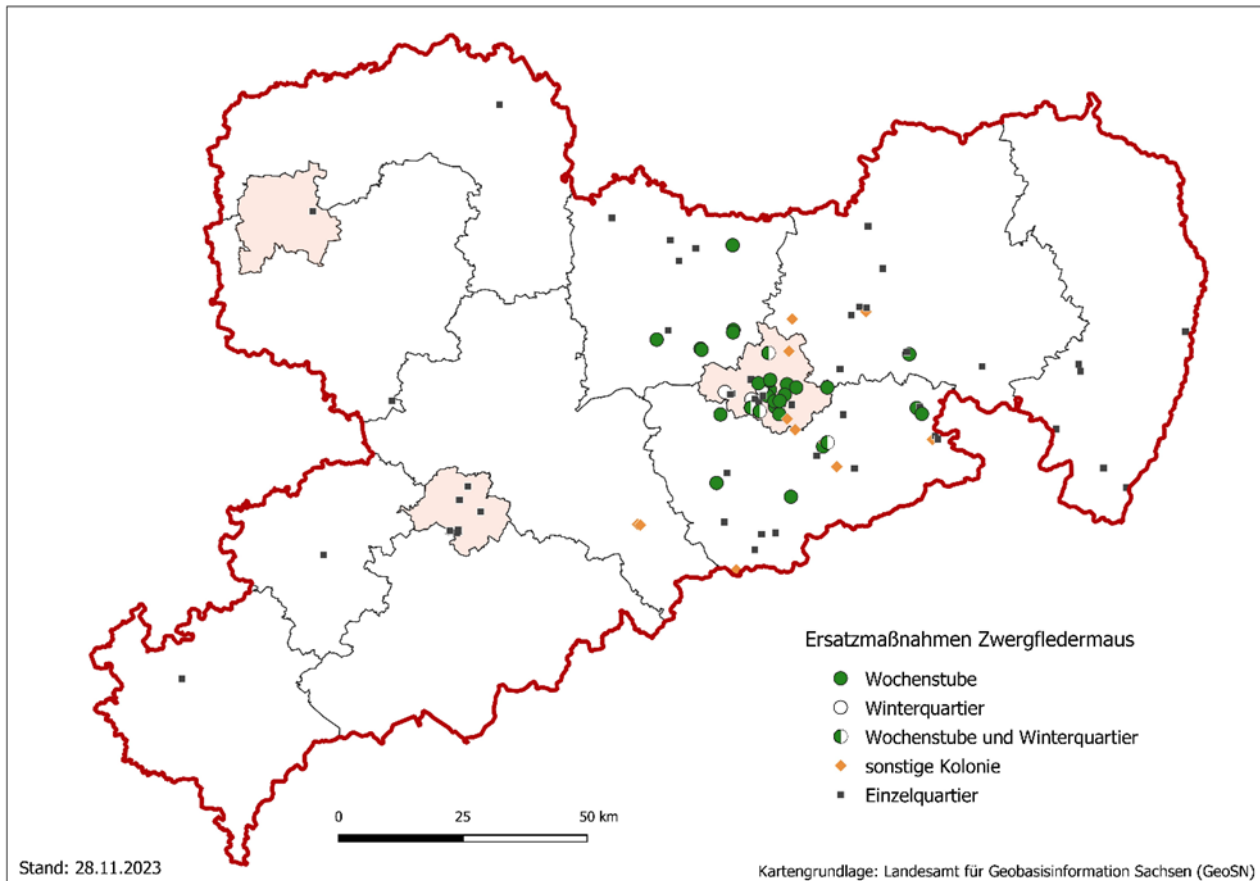 Ersatzmaßnahmen Zwergfledermaus
Wochenstube
Winterquartier
Wochenstube und Winterquartier
sonstige Kolonie
Einzelquartier
0 25 50 km
Stand: 28.11.2023
Kartengrundlage: Landesamt für Geobasisinformation Sachsen (GeoSN)